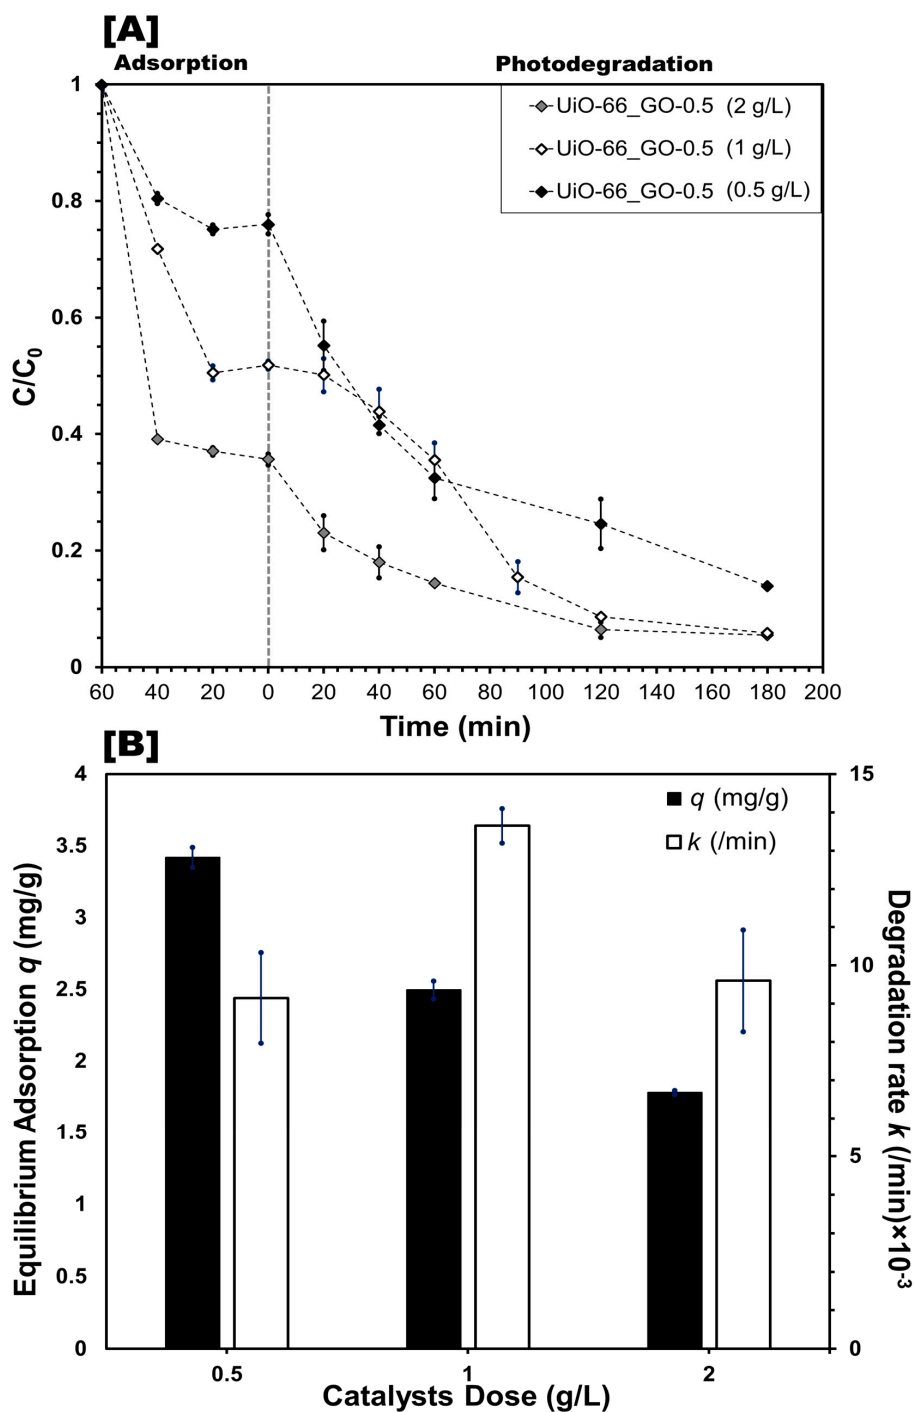 [A]
Adsorption Photodegradation
UiO-66_GO-0.5 (2 g/L)
UiO-66_GO-0.5 (1 g/L)
UiO-66_GO-0.5 (0.5 g/L)
1
0.8
0.6
0.4
0.2
0
C/C₀
60 40 20 0 20 40 60 80 100 120 140 160 180 200
Time (min)
[B]
q (mg/g)
k (/min)
4
3.5
3
2.5
2
1.5
1
0.5
0
Equilibrium Adsorption q (mg/g)
15
10
5
0
Degradation rate k (/min)×10⁻³
0.5 1 2
Catalysts Dose (g/L)